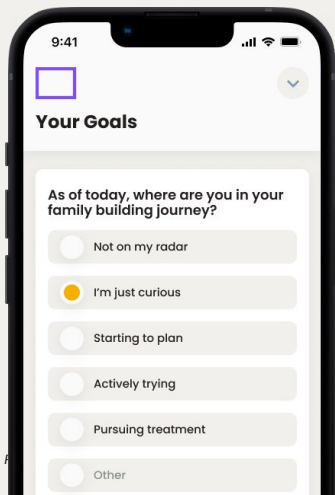 9:41
Your Goals
As of today, where are you in your
family building journey?
Not on my radar
I'm just curious
Starting to plan
Actively trying
Pursuing treatment
Other